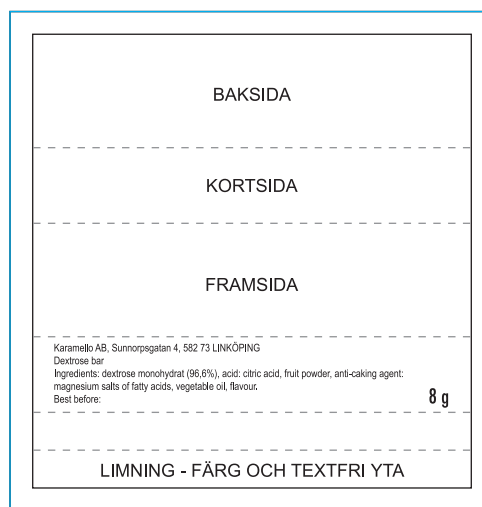 BAKSIDA
KORTSIDA
FRAMSIDA
Karamello AB, Sunnorpsgatan 4, 582 73 LINKÖPING
Dextrose bar
Ingredients: dextrose monohydrat (96,6%), acid: citric acid, fruit powder, anti-caking agent:
magnesium salts of fatty acids, vegetable oil, flavour.
Best before:
8 g
LIMNING - FÄRG OCH TEXTFRI YTA